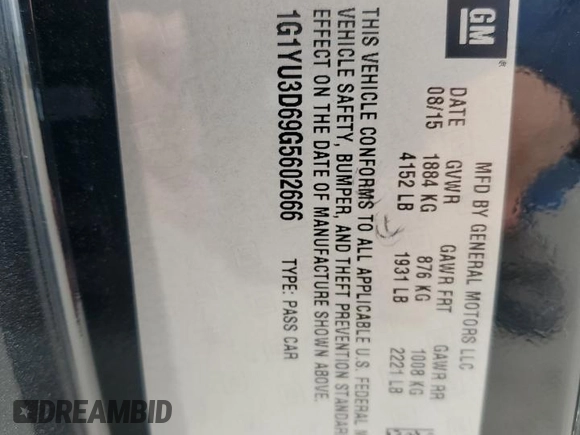 GM
MFD BY GENERAL MOTORS LLC
DATE GVWR GAWR FRT GAWR RR
08/15 1884 KG 876 KG 1008 KG
4152 LB 1931 LB 2221 LB
THIS VEHICLE CONFORMS TO ALL APPLICABLE U.S. FEDERAL
VEHICLE SAFETY, BUMPER, AND THEFT PREVENTION STANDAR
EFFECT ON THE DATE OF MANUFACTURE SHOWN ABOVE.
1G1YU3D69G5602666 TYPE: PASS CAR
DREAMBID